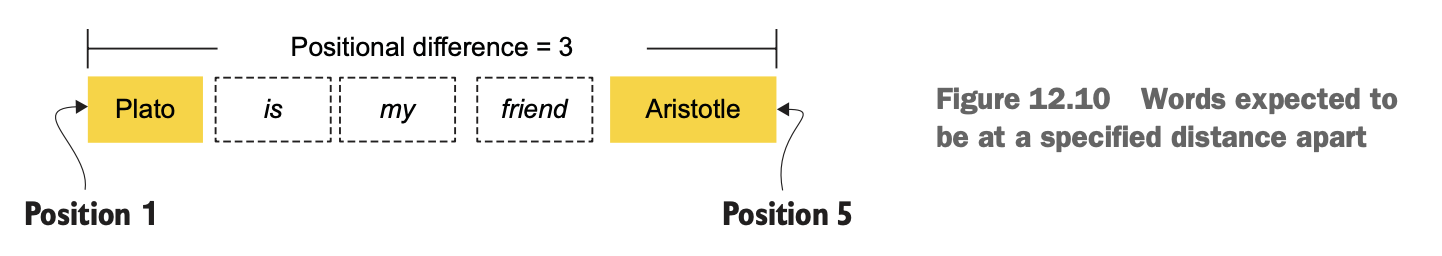 Positional difference = 3
Plato is my friend Aristotle
Position 1 Position 5
Figure 12.10 Words expected to
be at a specified distance apart